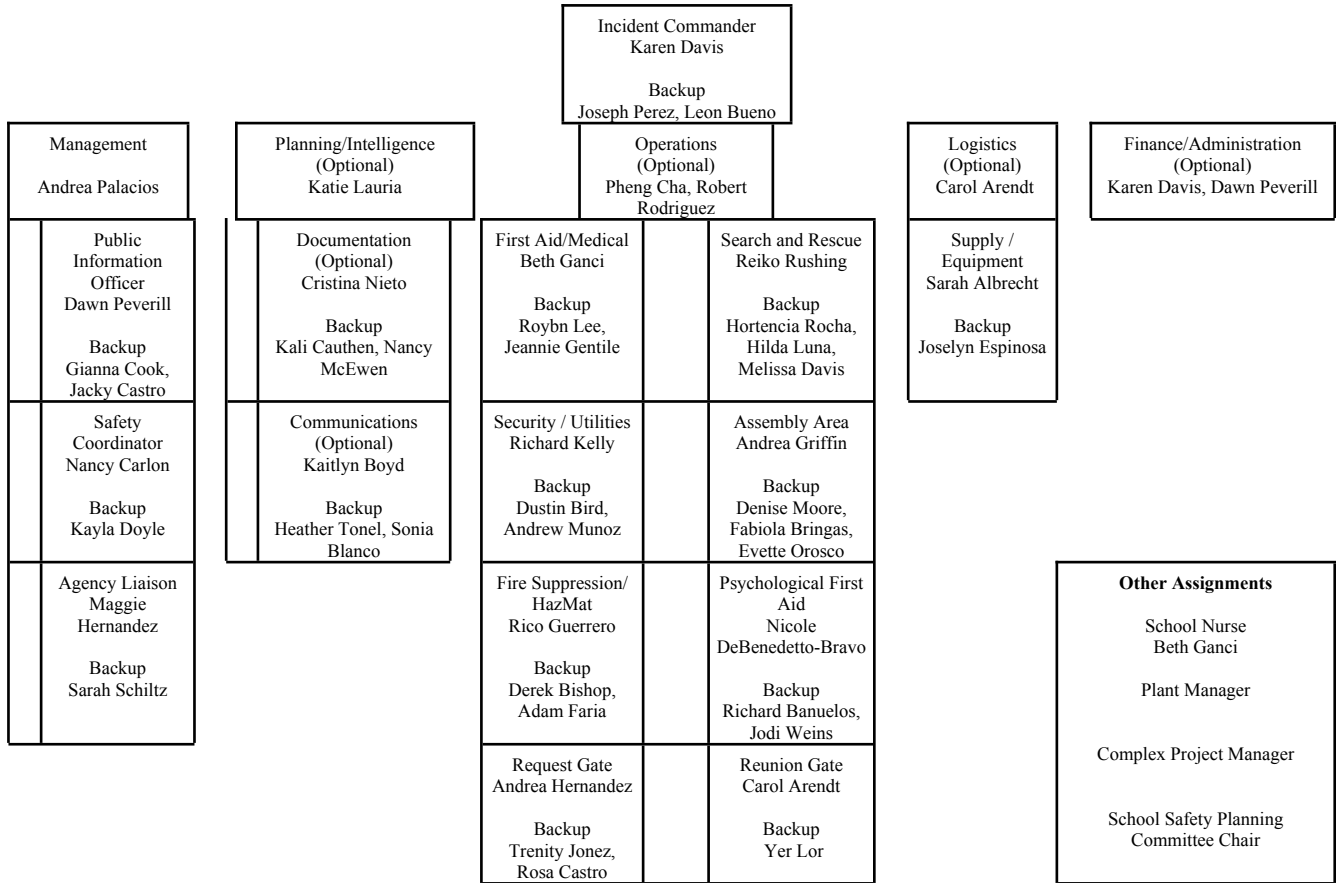 Incident Commander
Karen Davis
Backup
Joseph Perez, Leon Bueno
Management
Andrea Palacios
Planning/Intelligence
(Optional)
Katie Lauria
Operations
(Optional)
Pheng Cha, Robert
Rodriguez
Logistics
(Optional)
Carol Arendt
Finance/Administration
(Optional)
Karen Davis, Dawn Peverill
Public
Information
Officer
Dawn Peverill
Backup
Gianna Cook,
Jacky Castro
Documentation
(Optional)
Cristina Nieto
Backup
Kali Cauthen, Nancy
McEwen
First Aid/Medical
Beth Ganci
Backup
Roybn Lee,
Jeannie Gentile
Search and Rescue
Reiko Rushing
Backup
Hortencia Rocha,
Hilda Luna,
Melissa Davis
Supply /
Equipment
Sarah Albrecht
Backup
Joselyn Espinosa
Safety
Coordinator
Nancy Carlon
Backup
Kayla Doyle
Communications
(Optional)
Kaitlyn Boyd
Backup
Heather Tonel, Sonia
Blanco
Security / Utilities
Richard Kelly
Backup
Dustin Bird,
Andrew Munoz
Assembly Area
Andrea Griffin
Backup
Denise Moore,
Fabiola Bringas,
Evette Orosco
Agency Liaison
Maggie
Hernandez
Backup
Sarah Schiltz
Fire Suppression/
HazMat
Rico Guerrero
Backup
Derek Bishop,
Adam Faria
Psychological First
Aid
Nicole
DeBenedetto-Bravo
Backup
Richard Banuelos,
Jodi Weins
Other Assignments
School Nurse
Beth Ganci
Plant Manager
Complex Project Manager
School Safety Planning
Committee Chair
Request Gate
Andrea Hernandez
Backup
Trenity Jonez,
Rosa Castro
Reunion Gate
Carol Arendt
Backup
Yer Lor